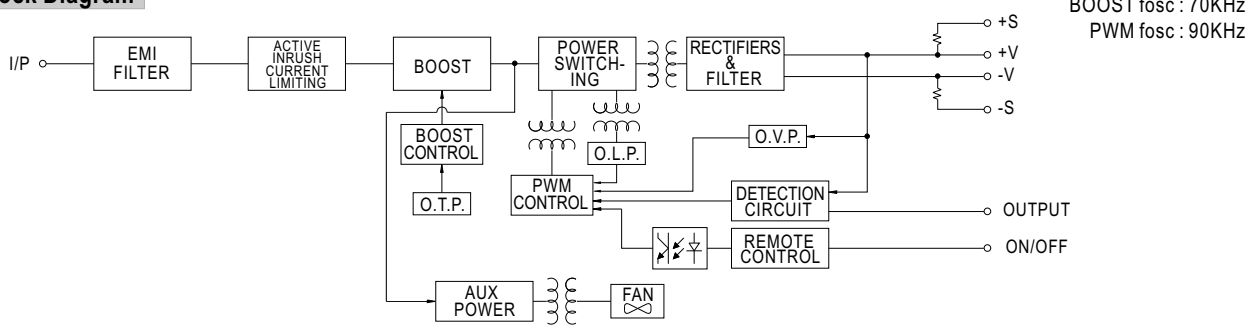 ock Diagram
BOOST fosc : 70KHz
PWM fosc : 90KHz
I/P
EMI
FILTER
ACTIVE
INRUSH
CURRENT
LIMITING
BOOST
POWER
SWITCH-
ING
RECTIFIERS
&
FILTER
+S
+V
-V
-S
BOOST
CONTROL
O.T.P.
O.L.P.
O.V.P.
PWM
CONTROL
DETECTION
CIRCUIT
OUTPUT
REMOTE
CONTROL
ON/OFF
AUX
POWER
FAN